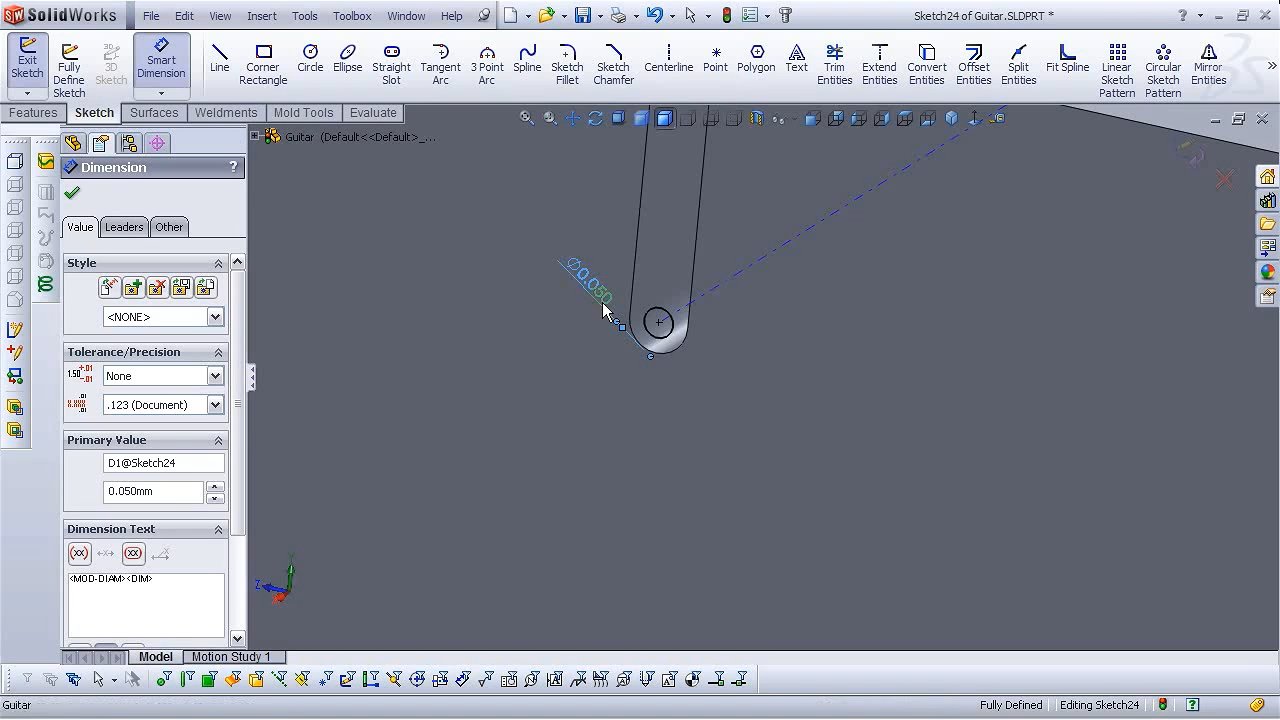 SolidWorks File Edit View Insert Tools Toolbox Window Help Sketch24 of Guitar.SLDPRT *
Exit Sketch
Fully Define Sketch
3D Sketch
Smart Dimension
Line
Corner Rectangle
Circle
Ellipse
Straight Slot
Tangent Arc
3 Point Arc
Spline
Sketch Fillet
Sketch Chamfer
Centerline
Point
Polygon
Text
Trim Entities
Extend Entities
Convert Entities
Offset Entities
Split Entities
Fit Spline
Linear Sketch Pattern
Circular Sketch Pattern
Mirror Entities
Features Sketch Surfaces Weldments Mold Tools Evaluate
Guitar (Default<<Default>_...
Dimension ?
Value Leaders Other
Style
<NONE>
Tolerance/Precision
None
.123 (Document)
Primary Value
D1@Sketch24
0.050mm
Dimension Text
<MOD-DIAM><DIM>
∅0.050
Y
Z
Model Motion Study 1
Guitar Fully Defined Editing Sketch24